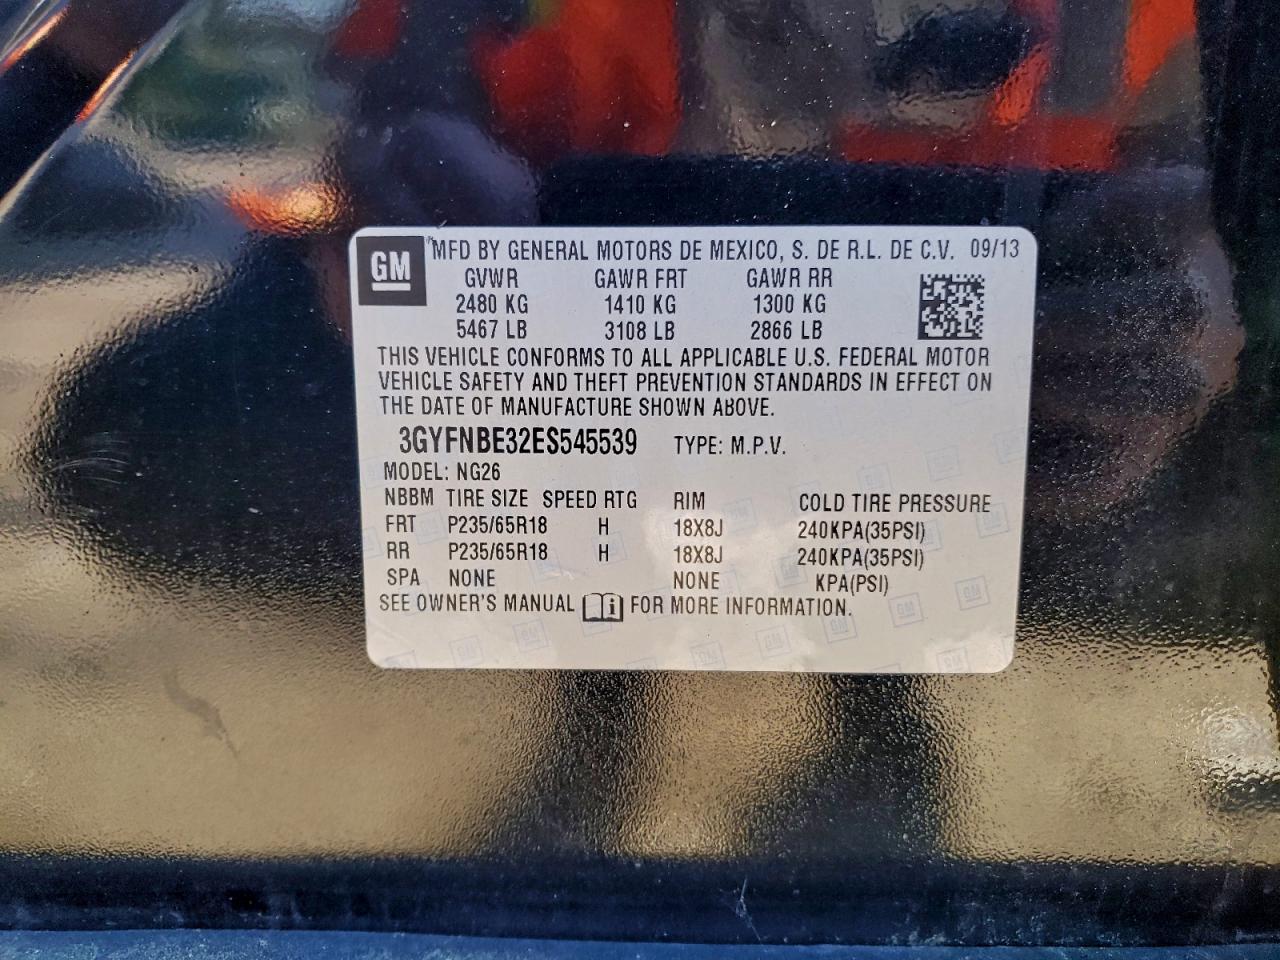 GM
MFD BY GENERAL MOTORS DE MEXICO, S. DE R.L. DE C.V. 09/13
GVWR GAWR FRT GAWR RR
2480 KG 1410 KG 1300 KG
5467 LB 3108 LB 2866 LB
THIS VEHICLE CONFORMS TO ALL APPLICABLE U.S. FEDERAL MOTOR
VEHICLE SAFETY AND THEFT PREVENTION STANDARDS IN EFFECT ON
THE DATE OF MANUFACTURE SHOWN ABOVE.
3GYFNBE32ES545539 TYPE: M.P.V.
MODEL: NG26
NBBM TIRE SIZE SPEED RTG RIM COLD TIRE PRESSURE
FRT P235/65R18 H 18X8J 240KPA(35PSI)
RR P235/65R18 H 18X8J 240KPA(35PSI)
SPA NONE NONE KPA(PSI)
SEE OWNER'S MANUAL FOR MORE INFORMATION.